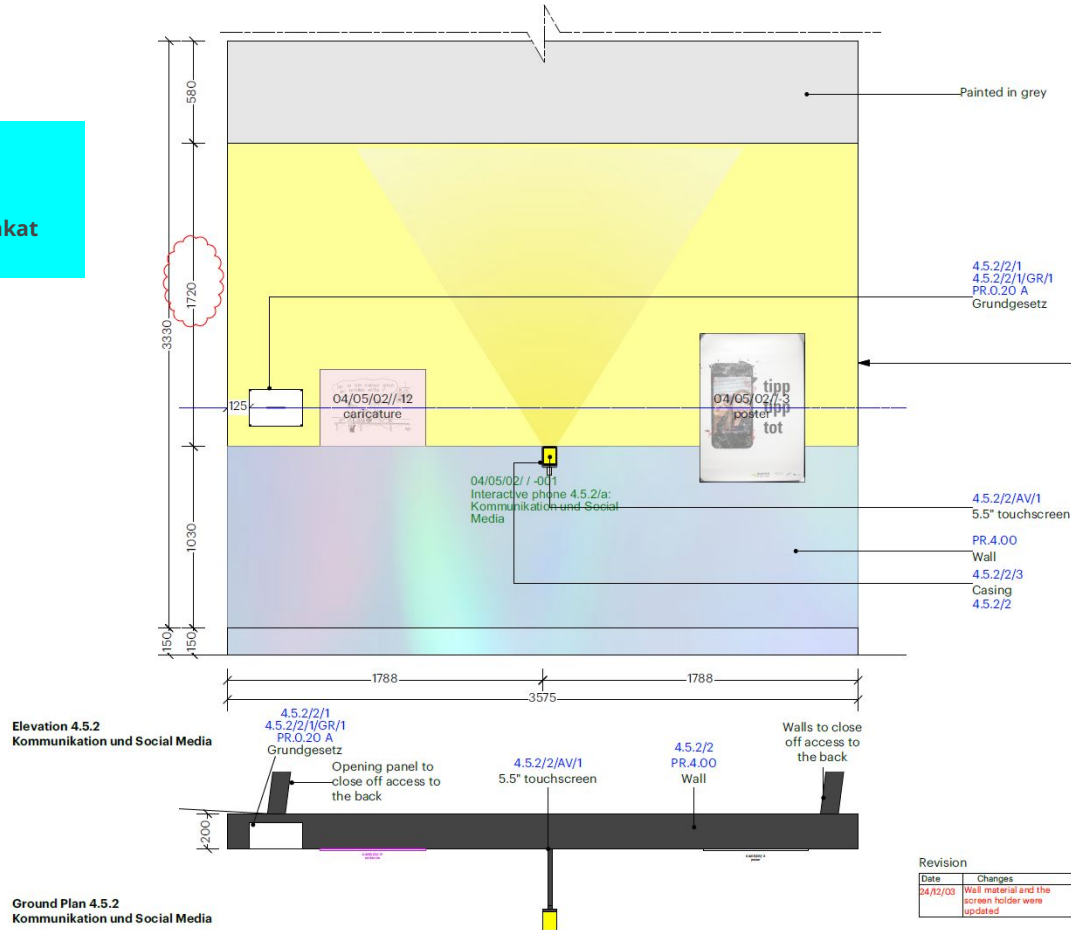 akat
580
Painted in grey
1720
3330
4.5.2/2/1
4.5.2/2/1/GR/1
PR.0.20 A
Grundgesetz
125
04/05/02//-12
caricature
04/05/02//-3
poster
tipp
tipp
tot
04/05/02/ / -001
Interactive phone 4.5.2/a:
Kommunikation und Social
Media
4.5.2/2/AV/1
5.5" touchscreen
PR.4.00
Wall
4.5.2/2/3
Casing
4.5.2/2
1030
150
150
1788
1788
3575
Elevation 4.5.2
Kommunikation und Social Media
4.5.2/2/1
4.5.2/2/1/GR/1
PR.0.20 A
Grundgesetz
Opening panel to
close off access to
the back
4.5.2/2/AV/1
5.5" touchscreen
4.5.2/2
PR.4.00
Wall
Walls to close
off access to
the back
200
Ground Plan 4.5.2
Kommunikation und Social Media
Revision
Date Changes
24/12/03 Wall material and the
screen holder were
updated